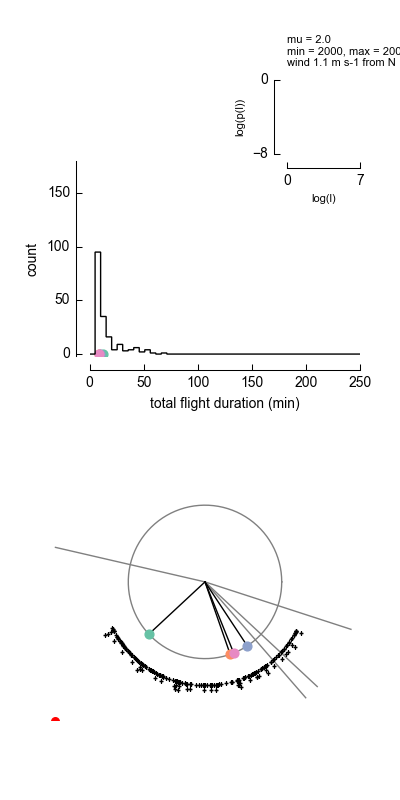 mu = 2.0
min = 2000, max = 200
wind 1.1 m s-1 from N
0
log(p(l))
−8
0 7
log(l)
150
100
count
50
0
0 50 100 150 200 250
total flight duration (min)